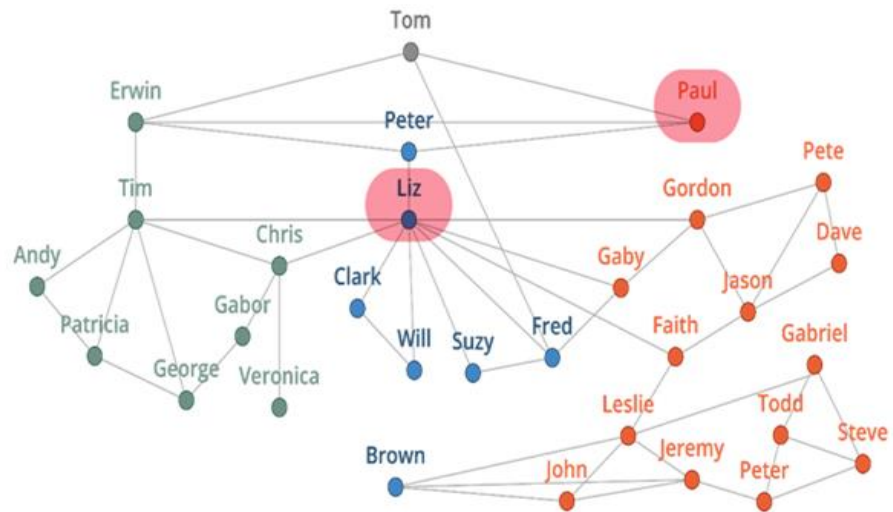 Tom
Erwin
Peter
Paul
Tim
Liz
Gordon
Pete
Andy
Chris
Clark
Gaby
Dave
Patricia
Gabor
Will
Suzy
Fred
Jason
George
Veronica
Faith
Gabriel
Leslie
Todd
Steve
Brown
John
Jeremy
Peter